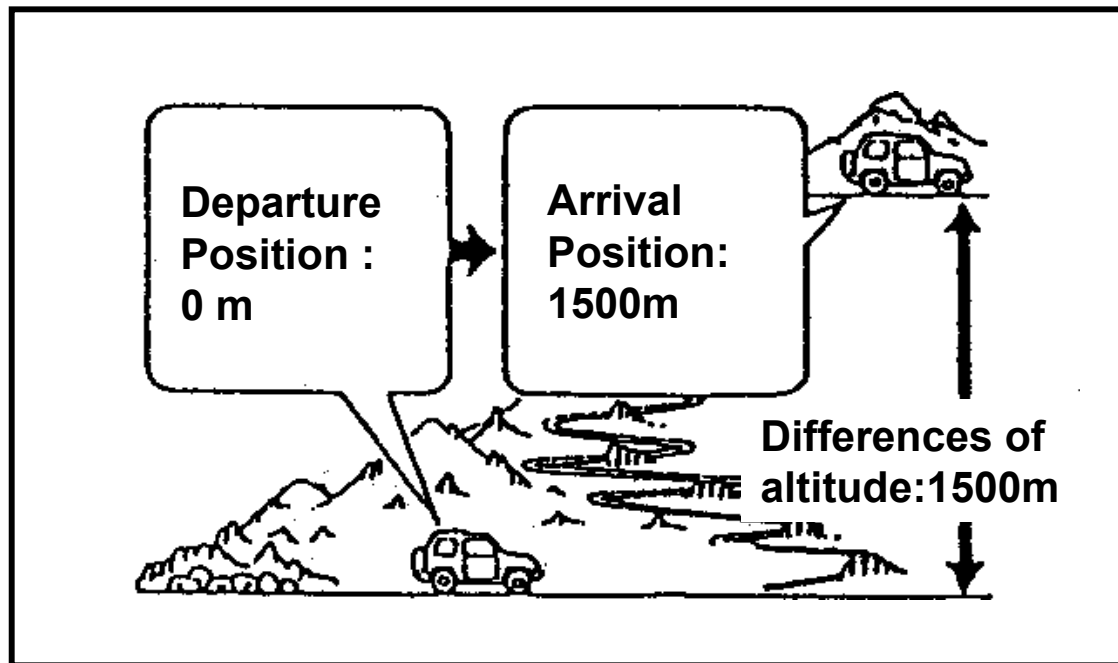 Departure
Position :
0 m
Arrival
Position:
1500m
Differences of
altitude:1500m